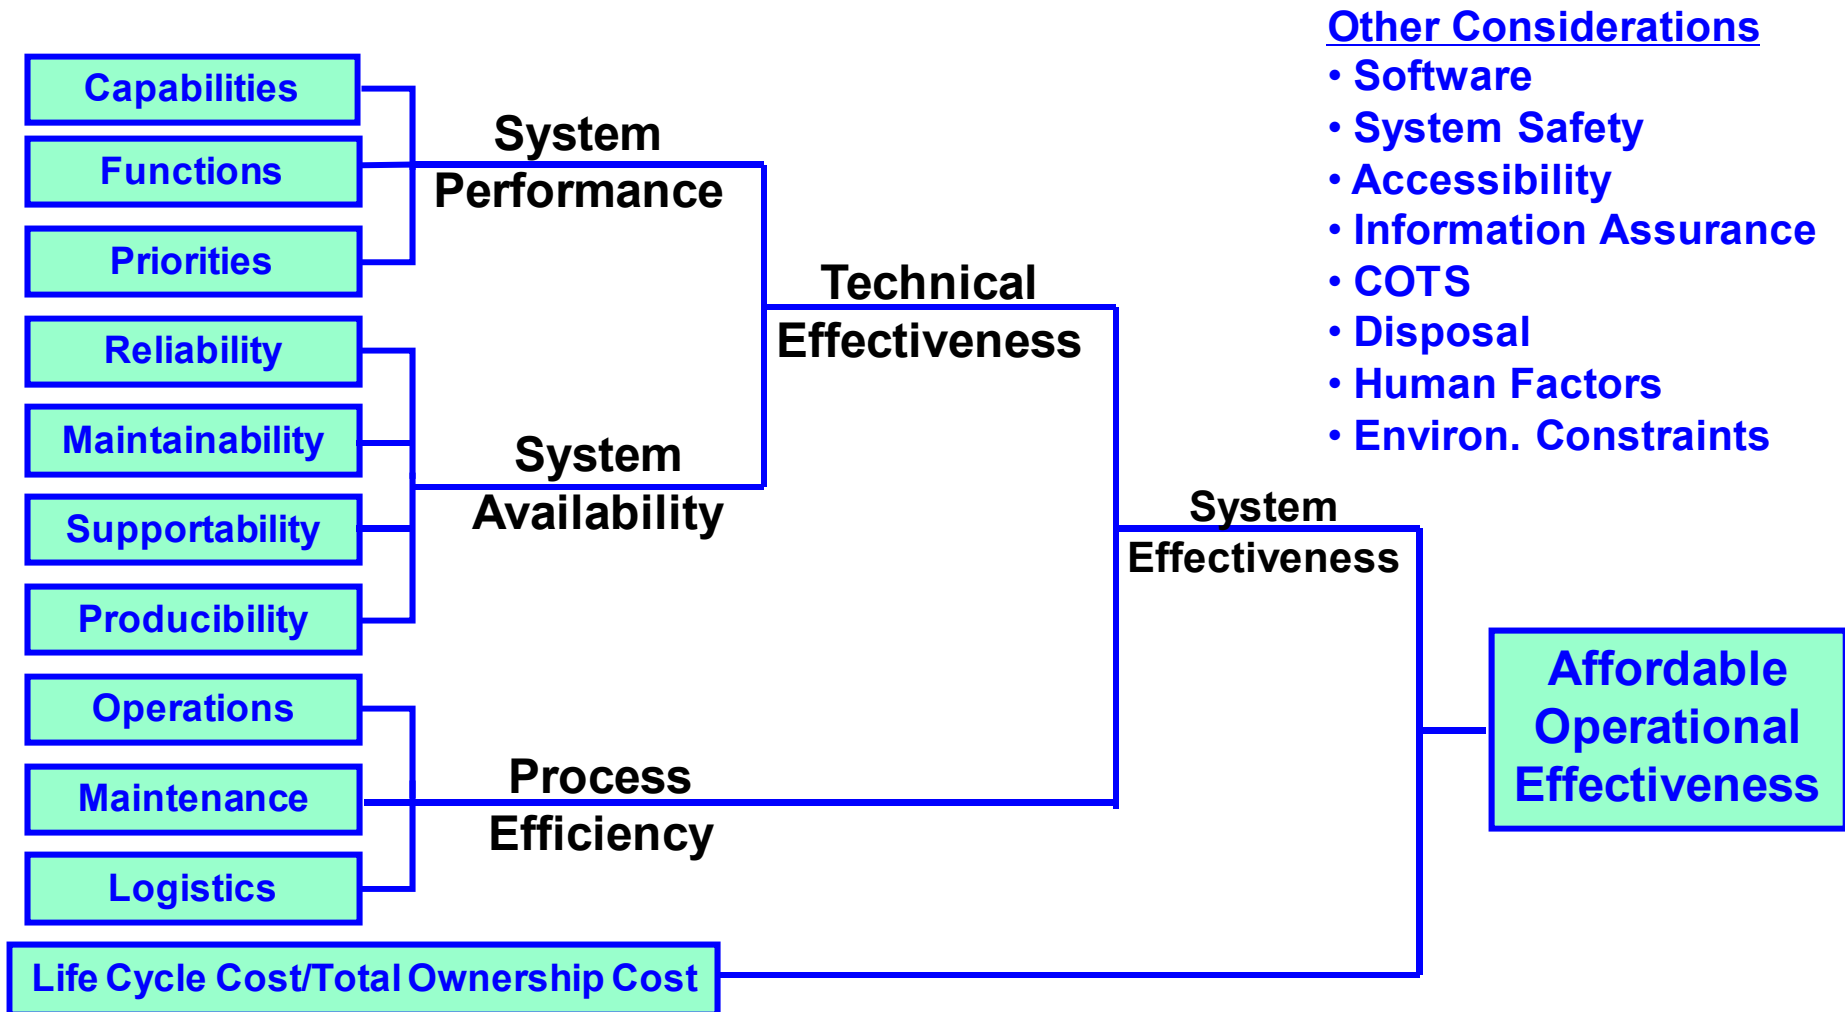 Other Considerations
• Software
• System Safety
• Accessibility
• Information Assurance
• COTS
• Disposal
• Human Factors
• Environ. Constraints
Capabilities
Functions
Priorities
System
Performance
Reliability
Maintainability
Supportability
Producibility
System
Availability
Technical
Effectiveness
Operations
Maintenance
Logistics
Process
Efficiency
System
Effectiveness
Life Cycle Cost/Total Ownership Cost
Affordable
Operational
Effectiveness